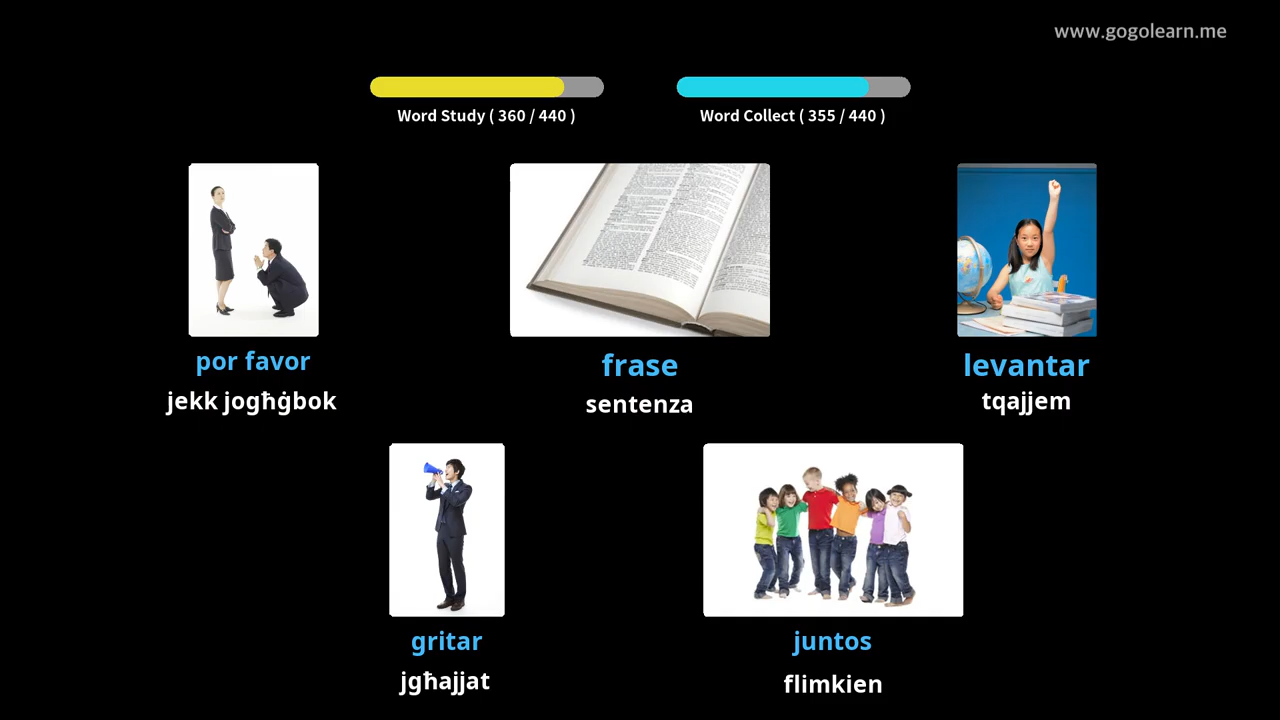 www.gogolearn.me
Word Study ( 360 / 440 )
Word Collect ( 355 / 440 )
por favor
jekk jogħġbok
frase
sentenza
levantar
tqajjem
gritar
jgħajjat
juntos
flimkien